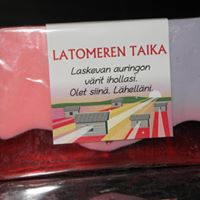 LATOMEREN TAIKA
Laskevan auringon
värit ihollasi.
Olet siinä. Lähelläni.